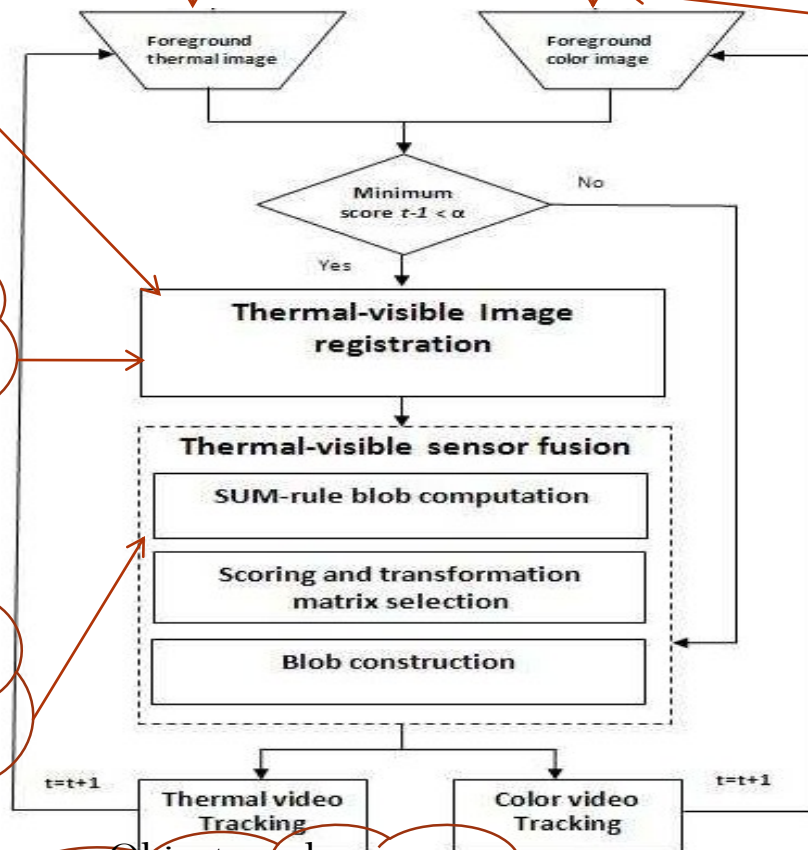 Foreground
thermal image
Foreground
color image
Minimum
score t-1 < α
No
Yes
Thermal-visible Image
registration
Thermal-visible sensor fusion
SUM-rule blob computation
Scoring and transformation
matrix selection
Blob construction
t=t+1
t=t+1
Thermal video
Tracking
Color video
Tracking